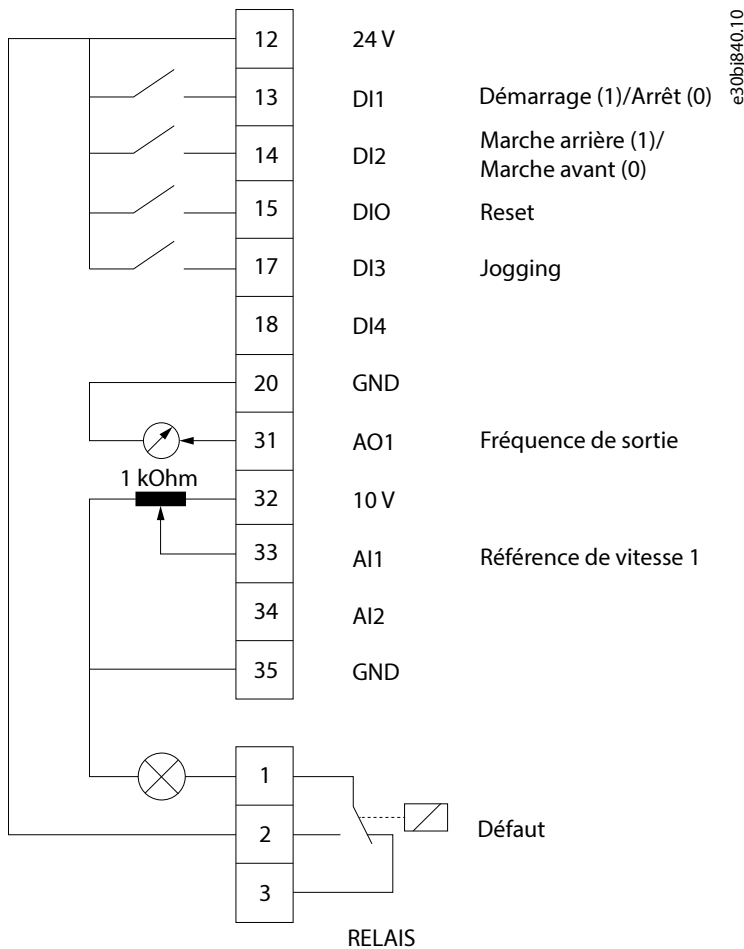 e30bi840.10
12 24 V
13 DI1 Démarrage (1)/Arrêt (0)
14 DI2 Marche arrière (1)/
Marche avant (0)
15 DIO Reset
17 DI3 Jogging
18 DI4
20 GND
31 AO1 Fréquence de sortie
1 kOhm
32 10 V
33 AI1 Référence de vitesse 1
34 AI2
35 GND
1
2 Défaut
3
RELAIS